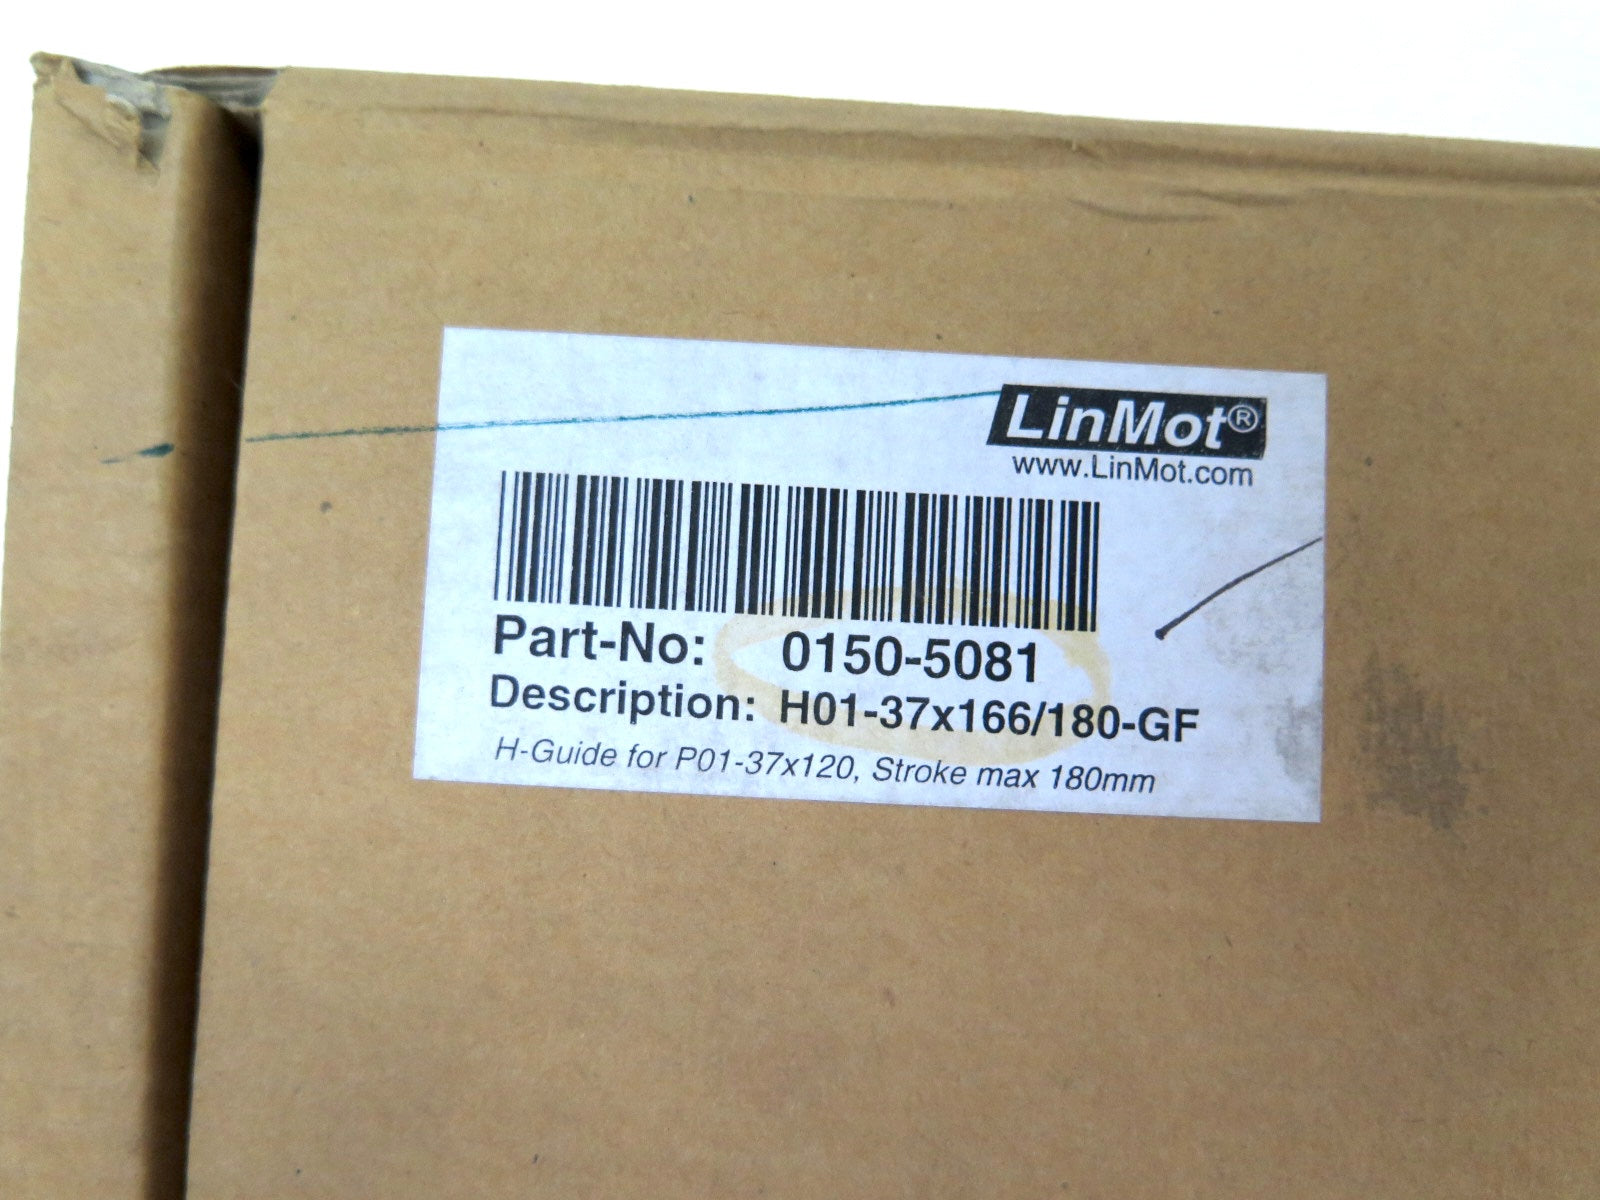 LinMot®
www.LinMot.com
Part-No: 0150-5081
Description: H01-37x166/180-GF
H-Guide for P01-37x120, Stroke max 180mm